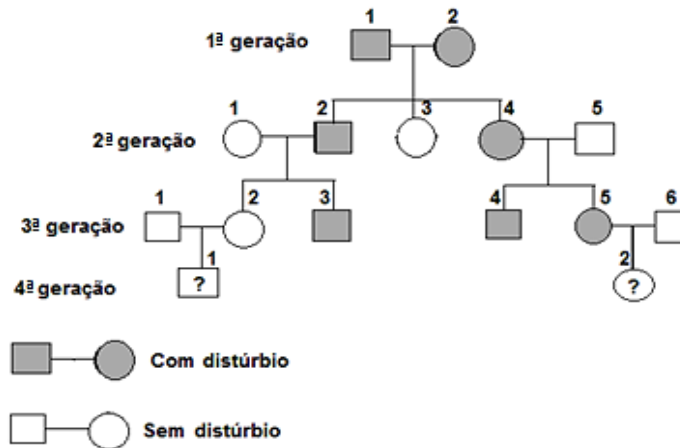 1 2
1ª geração
1 2 3 4 5
2ª geração
1 2 3 4 5 6
3ª geração
1 2
4ª geração ? ?
Com distúrbio
Sem distúrbio